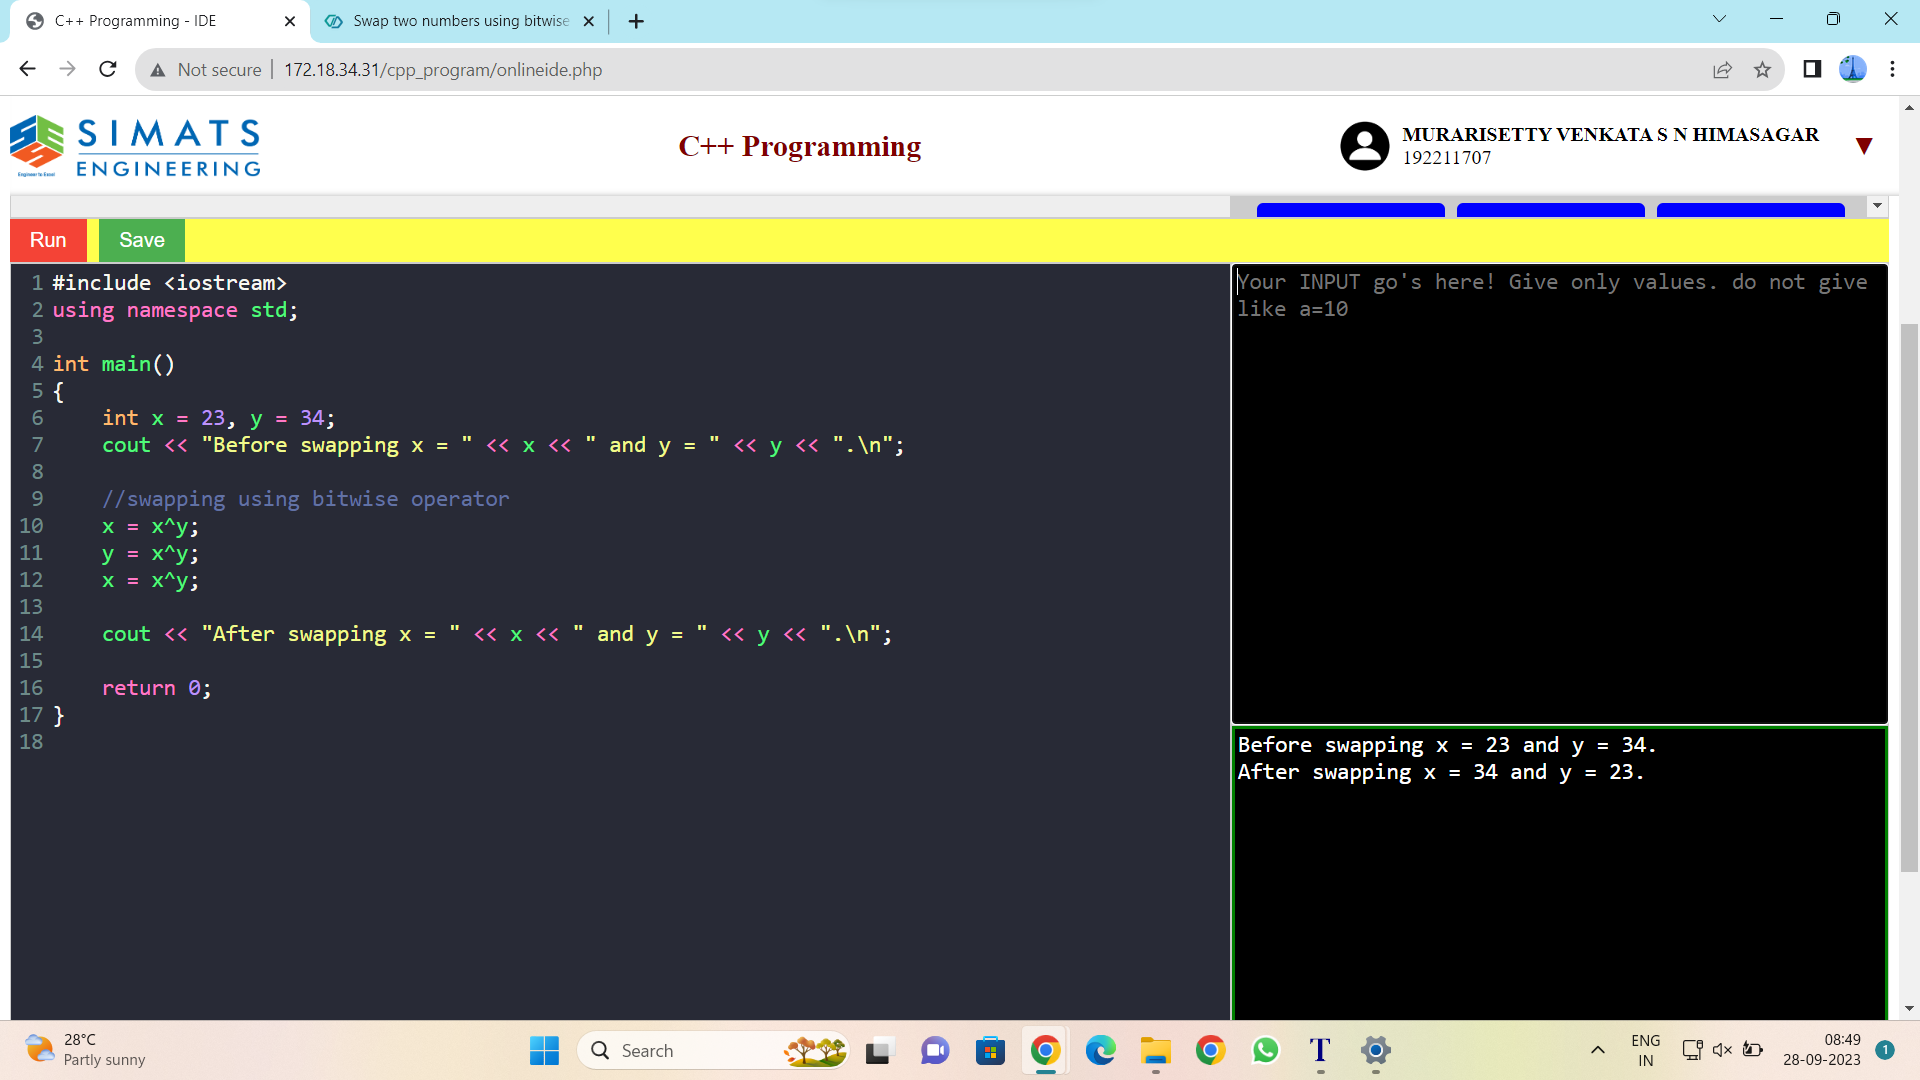 C++ Programming - IDE
Swap two numbers using bitwise
Not secure
172.18.34.31/cpp_program/onlineide.php
SIMATS
ENGINEERING
Engineer to Excel
C++ Programming
MURARISETTY VENKATA S N HIMASAGAR
192211707
Run
Save
1 #include <iostream>
2 using namespace std;
3
4 int main()
5 {
6     int x = 23, y = 34;
7     cout << "Before swapping x = " << x << " and y = " << y << ".\n";
8
9     //swapping using bitwise operator
10     x = x^y;
11     y = x^y;
12     x = x^y;
13
14     cout << "After swapping x = " << x << " and y = " << y << ".\n";
15
16     return 0;
17 }
18
Your INPUT go's here! Give only values. do not give
like a=10
Before swapping x = 23 and y = 34.
After swapping x = 34 and y = 23.
28°C
Partly sunny
Search
T
ENG
IN
08:49
28-09-2023
1